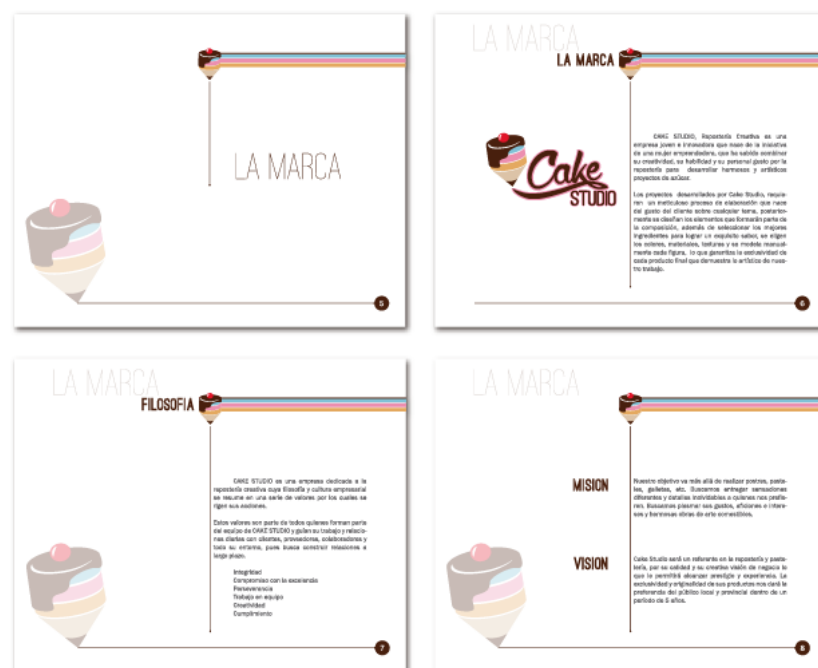 LA MARCA
5
LA MARCA
LA MARCA
Cake
STUDIO
CAKE STUDIO, Repostería Creativa es una
empresa joven e innovadora que nace de la iniciativa
de una mujer emprendedora, que ha sabido combinar
su creatividad, su habilidad y su personal gusto por la
repostería para desarrollar hermosos y artísticos
proyectos de azúcar.
Los proyectos desarrollados por Cake Studio, requie-
ren un meticuloso proceso de elaboración que nace
del gusto del cliente sobre cualquier tema, posterior-
mente se diseñan los elementos que formarán parte de
la composición, además de seleccionar los mejores
ingredientes para lograr un exquisito sabor, se eligen
los colores, materiales, texturas y se modela manual-
mente cada figura, lo que garantiza la exclusividad de
cada producto final que demuestra lo artístico de nues-
tro trabajo.
6
LA MARCA
FILOSOFIA
CAKE STUDIO es una empresa dedicada a la
repostería creativa cuya filosofía y cultura empresarial
se resume en una serie de valores por los cuales se
rigen sus acciones.
Estos valores son parte de todos quienes forman parte
del equipo de CAKE STUDIO y guían su trabajo y relacio-
nes diarias con clientes, proveedores, colaboradores y
todo su entorno, pues busca construir relaciones a
largo plazo.
Integridad
Compromiso con la excelencia
Perseverancia
Trabajo en equipo
Creatividad
Cumplimiento
7
LA MARCA
MISION
Nuestro objetivo va más allá de realizar postres, paste-
les, galletas, etc. Buscamos entregar sensaciones
diferentes y detalles inolvidables a quienes nos prefie-
ren. Buscamos plasmar sus gustos, aficiones e intere-
ses y hermosas obras de arte comestibles.
VISION
Cake Studio será un referente en la repostería y paste-
lería, por su calidad y su creativa visión de negocio lo
que le permitirá alcanzar prestigio y experiencia. La
exclusividad y originalidad de sus productos nos dará la
preferencia del público local y provincial dentro de un
período de 5 años.
8